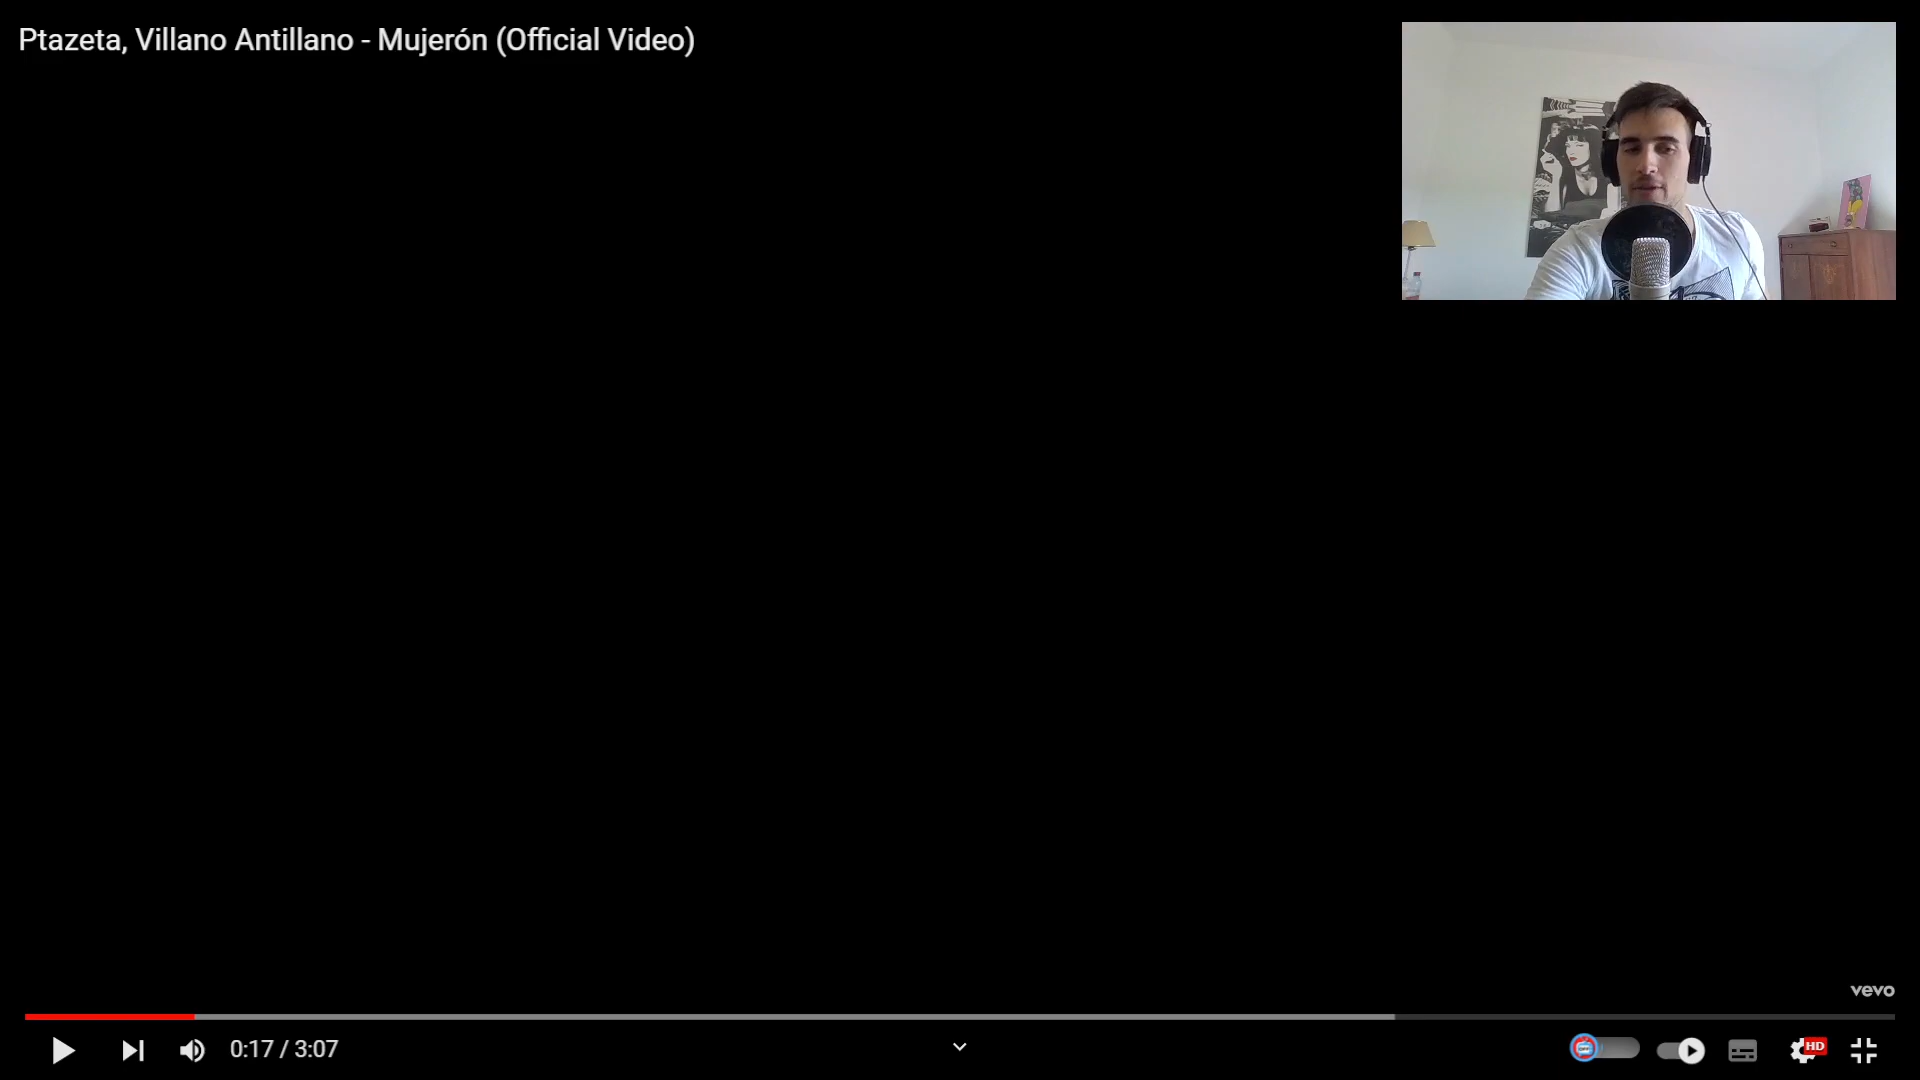 Ptazeta, Villano Antillano - Mujerón (Official Video)
vevo
0:17 / 3:07
HD